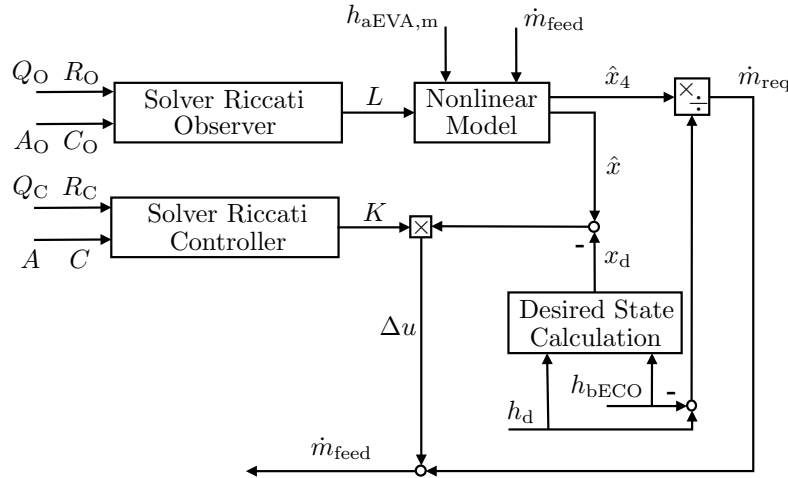 h_aEVA,m
ṁ_feed
Q_O R_O
Solver Riccati
Observer
A_O C_O
L
Nonlinear
Model
x̂_4
×
÷
ṁ_req
x̂
Q_C R_C
Solver Riccati
Controller
A C
K
×
-
x_d
Desired State
Calculation
Δu
h_bECO
-
h_d
ṁ_feed